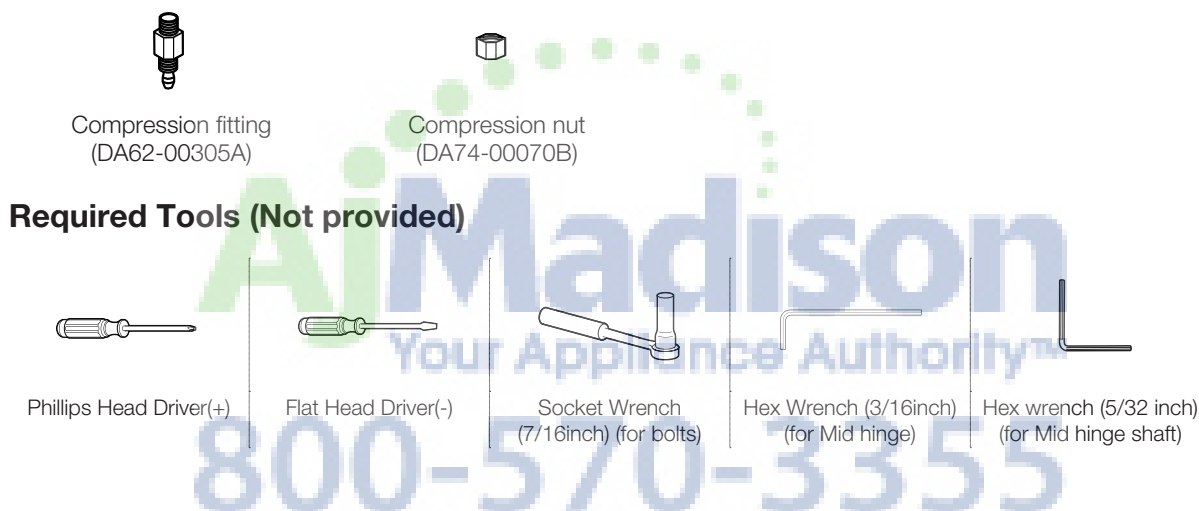 Compression fitting
(DA62-00305A)
Compression nut
(DA74-00070B)
Required Tools (Not provided)
AjMadison
Your Appliance Authority™
Phillips Head Driver(+)
Flat Head Driver(-)
Socket Wrench
(7/16inch) (for bolts)
Hex Wrench (3/16inch)
(for Mid hinge)
Hex wrench (5/32 inch)
(for Mid hinge shaft)
800-570-3355